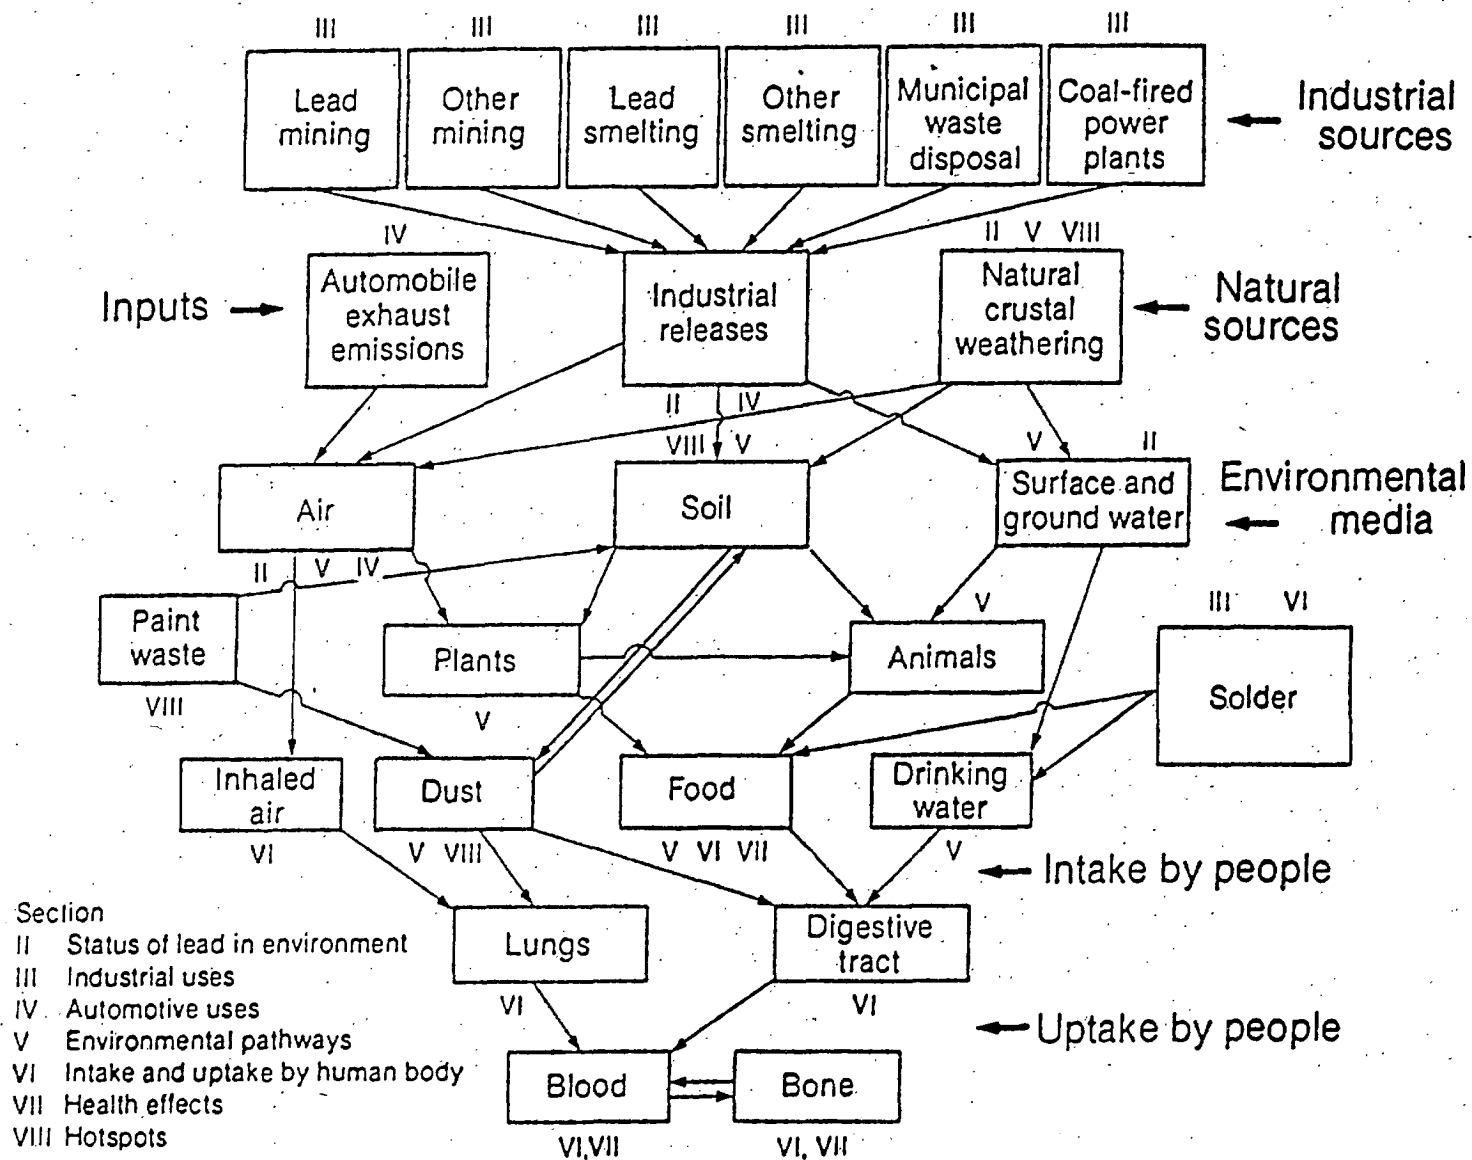 III III III III III III
Lead
mining
Other
mining
Lead
smelting
Other
smelting
Municipal
waste
disposal
Coal-fired
power
plants
Industrial
sources
IV
II V VIII
Inputs
Automobile
exhaust
emissions
Industrial
releases
Natural
crustal
weathering
Natural
sources
II IV
VIII V
V II
Air
Soil
Surface and
ground water
Environmental
media
II V IV
Paint
waste
VIII
Plants
V
V
Animals
III VI
Solder
Inhaled
air
VI
Dust
V VIII
Food
V VI VII
Drinking
water
V
Intake by people
Lungs
VI
Digestive
tract
VI
Uptake by people
Blood
VI,VII
Bone
VI, VII
Section
II Status of lead in environment
III Industrial uses
IV Automotive uses
V Environmental pathways
VI Intake and uptake by human body
VII Health effects
VIII Hotspots